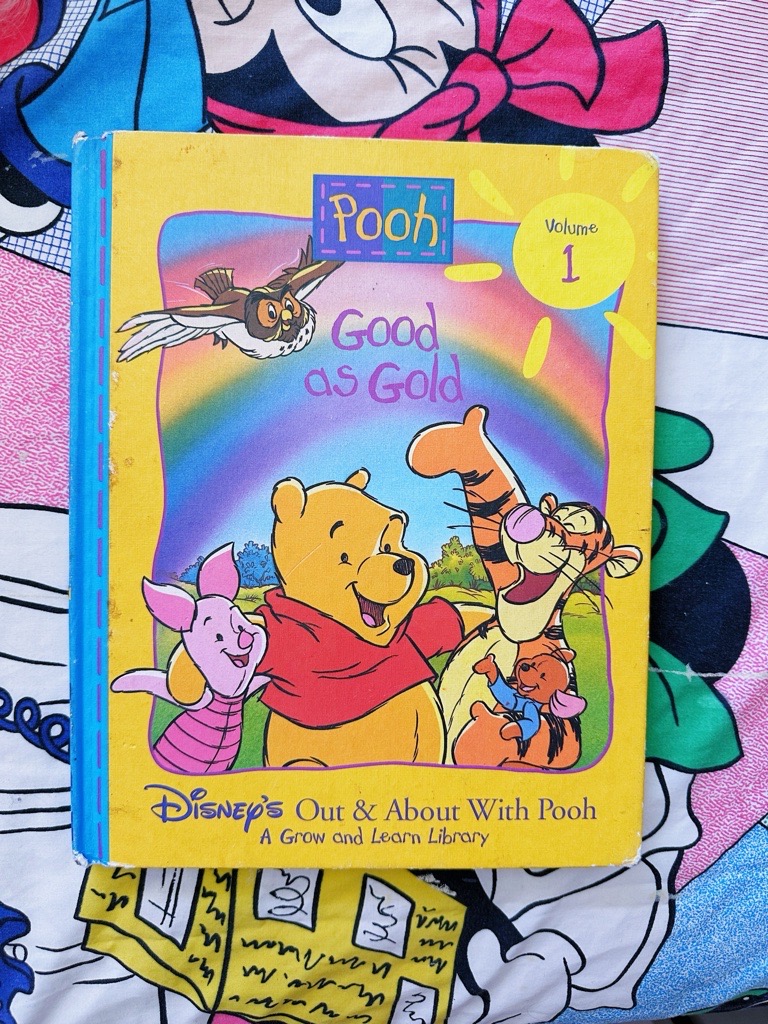 Pooh
Volume
1
Good
as Gold
Disney's Out & About With Pooh
A Grow and Learn Library